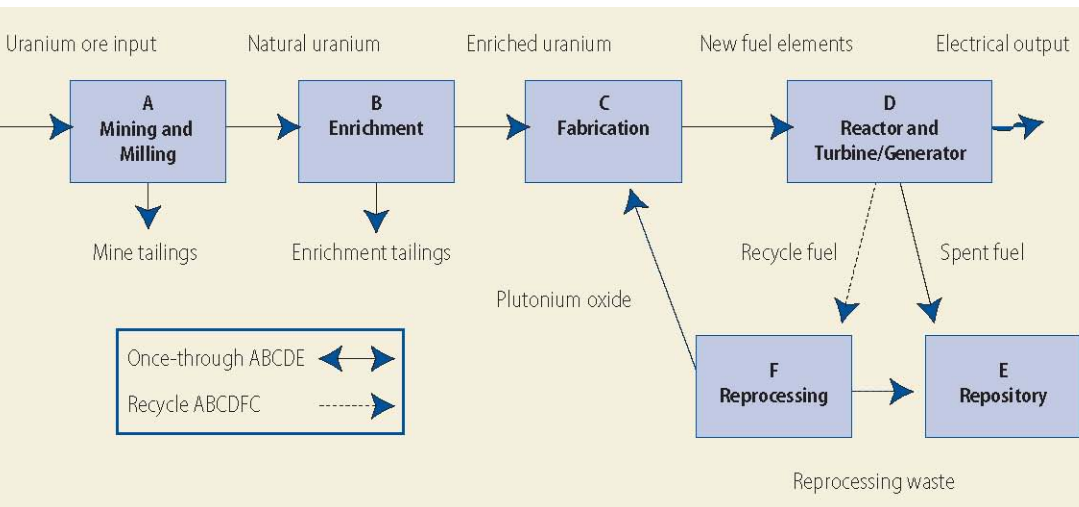 Uranium ore input
Natural uranium
Enriched uranium
New fuel elements
Electrical output
A
Mining and
Milling
B
Enrichment
C
Fabrication
D
Reactor and
Turbine/Generator
Mine tailings
Enrichment tailings
Recycle fuel
Spent fuel
Plutonium oxide
Once-through ABCDE
Recycle ABCDFC
F
Reprocessing
E
Repository
Reprocessing waste